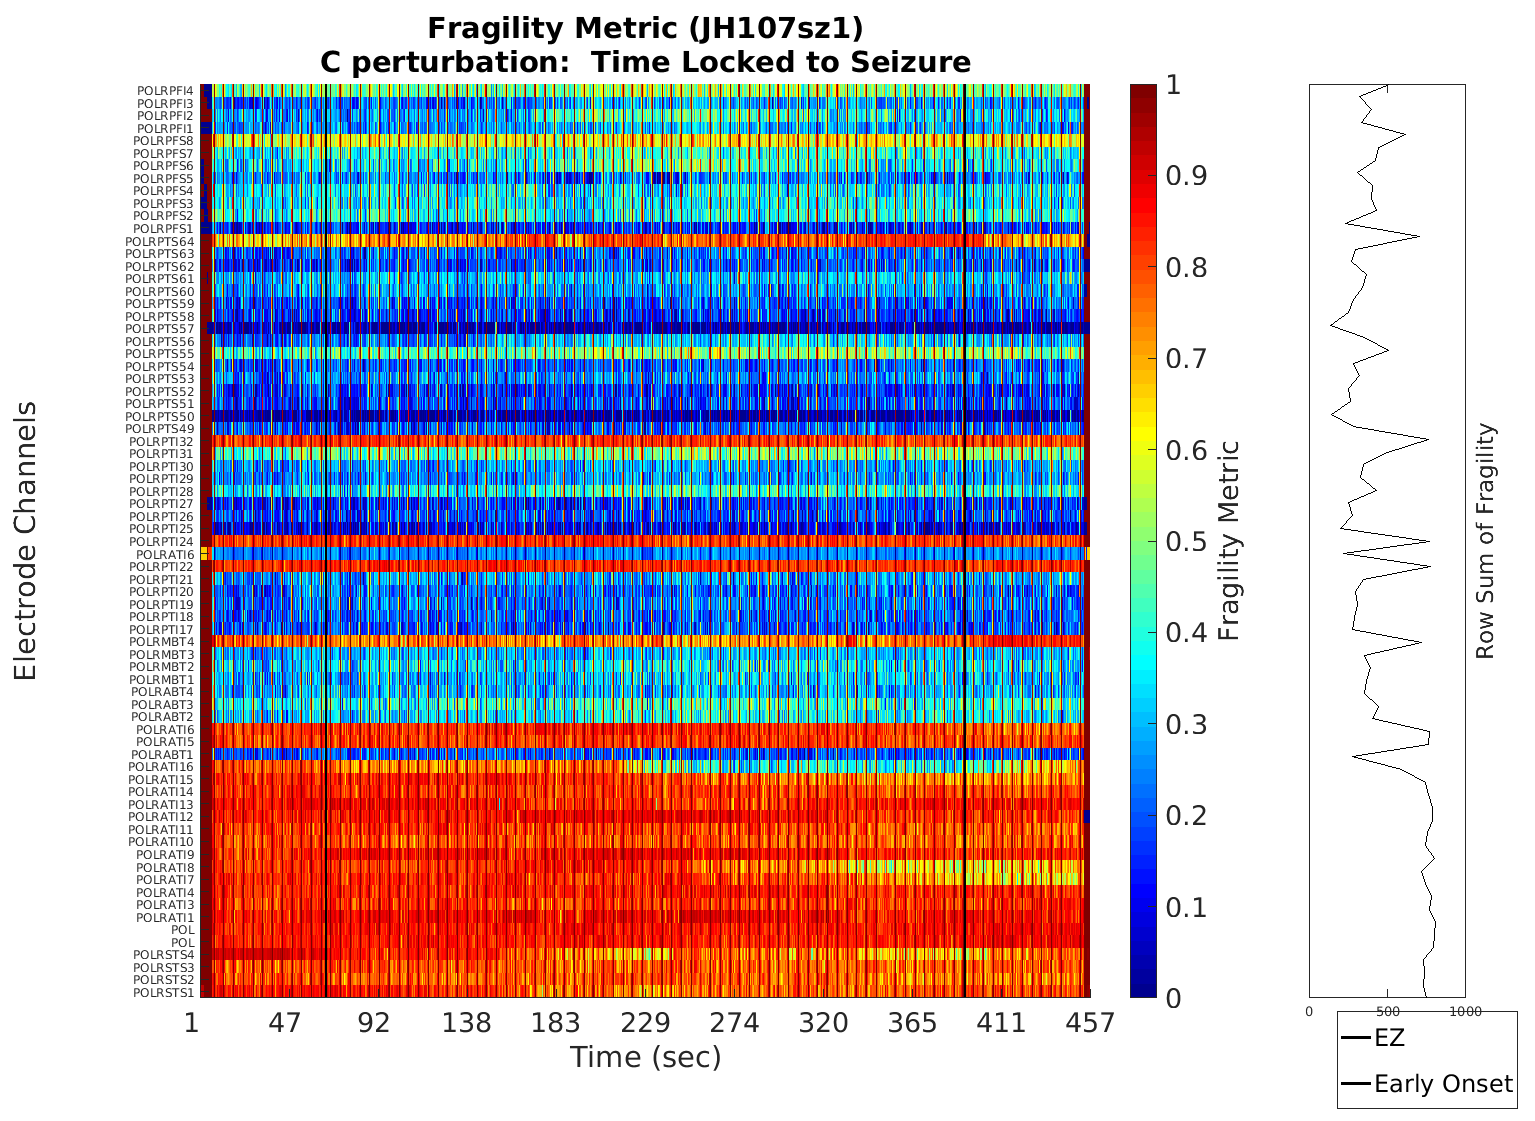 Fragility Metric (JH107sz1)
C perturbation:  Time Locked to Seizure
Electrode Channels
POLRPFI4
POLRPFI3
POLRPFI2
POLRPFI1
POLRPFS8
POLRPFS7
POLRPFS6
POLRPFS5
POLRPFS4
POLRPFS3
POLRPFS2
POLRPFS1
POLRPTS64
POLRPTS63
POLRPTS62
POLRPTS61
POLRPTS60
POLRPTS59
POLRPTS58
POLRPTS57
POLRPTS56
POLRPTS55
POLRPTS54
POLRPTS53
POLRPTS52
POLRPTS51
POLRPTS50
POLRPTS49
POLRPTI32
POLRPTI31
POLRPTI30
POLRPTI29
POLRPTI28
POLRPTI27
POLRPTI26
POLRPTI25
POLRPTI24
POLRATI6
POLRPTI22
POLRPTI21
POLRPTI20
POLRPTI19
POLRPTI18
POLRPTI17
POLRMBT4
POLRMBT3
POLRMBT2
POLRMBT1
POLRABT4
POLRABT3
POLRABT2
POLRATI6
POLRATI5
POLRABT1
POLRATI16
POLRATI15
POLRATI14
POLRATI13
POLRATI12
POLRATI11
POLRATI10
POLRATI9
POLRATI8
POLRATI7
POLRATI4
POLRATI3
POLRATI1
POL
POL
POLRSTS4
POLRSTS3
POLRSTS2
POLRSTS1
1 47 92 138 183 229 274 320 365 411 457
Time (sec)
1
0.9
0.8
0.7
0.6
0.5
0.4
0.3
0.2
0.1
0
Fragility Metric
0 500 1000
Row Sum of Fragility
EZ
Early Onset